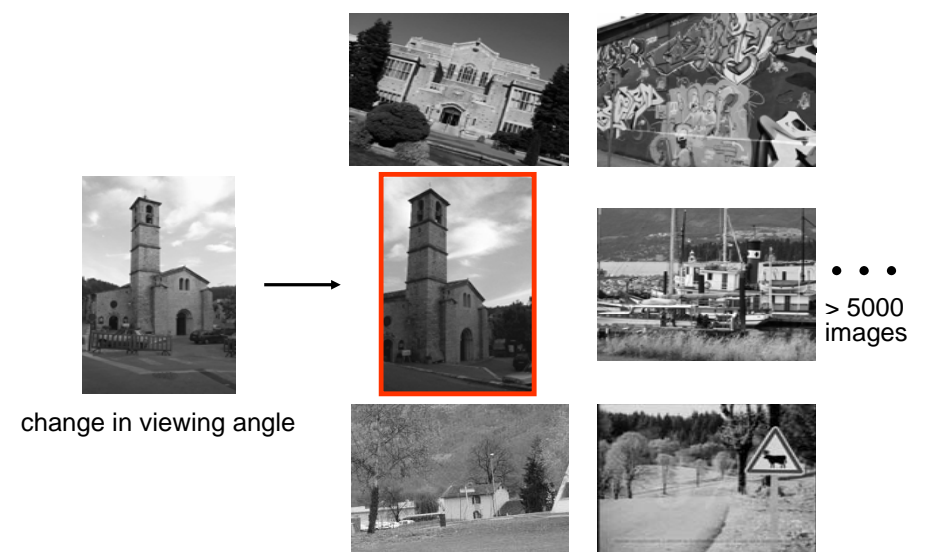 change in viewing angle
• • •
> 5000
images